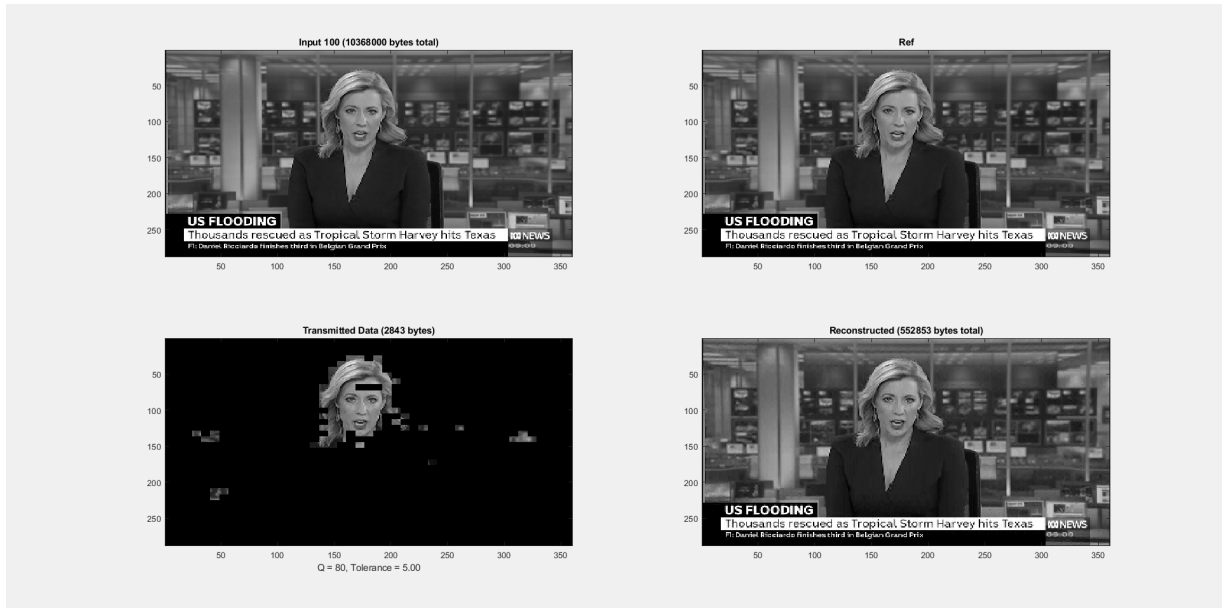 Input 100 (10368000 bytes total)
50
100
150
200
250
US FLOODING
Thousands rescued as Tropical Storm Harvey hits Texas
NEWS
F1: Daniel Ricciardo finishes third in Belgian Grand Prix
50 100 150 200 250 300 350
Ref
50
100
150
200
250
US FLOODING
Thousands rescued as Tropical Storm Harvey hits Texas
NEWS
F1: Daniel Ricciardo finishes third in Belgian Grand Prix
50 100 150 200 250 300 350
Transmitted Data (2843 bytes)
50
100
150
200
250
50 100 150 200 250 300 350
Q = 80, Tolerance = 5.00
Reconstructed (552853 bytes total)
50
100
150
200
250
US FLOODING
Thousands rescued as Tropical Storm Harvey hits Texas
NEWS
F1: Daniel Ricciardo finishes third in Belgian Grand Prix
50 100 150 200 250 300 350